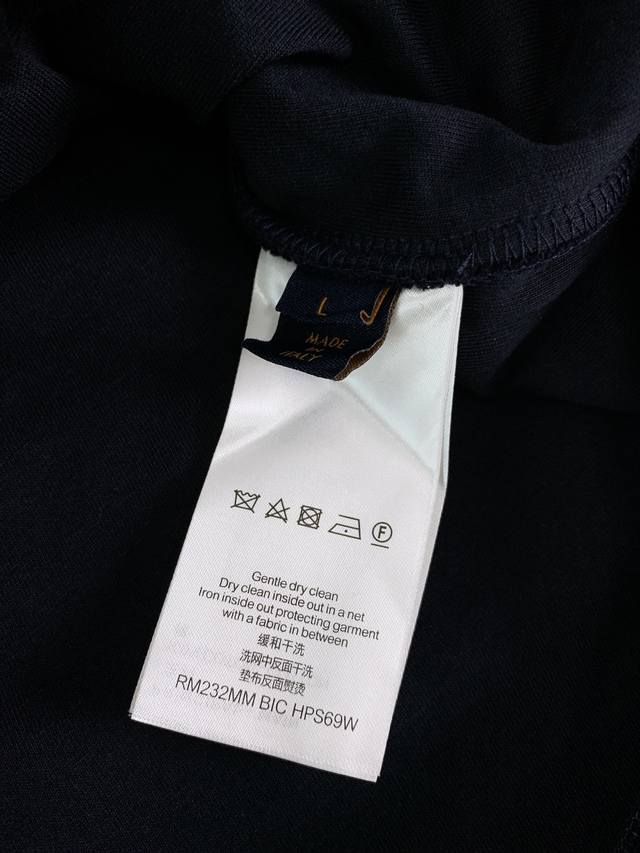 L
MADE
IN
ITALY
F
Gentle dry clean
Dry clean inside out in a net
Iron inside out protecting garment
with a fabric in between
缓和干洗
洗网中反面干洗
垫布反面熨烫
RM232MM BIC HPS69W